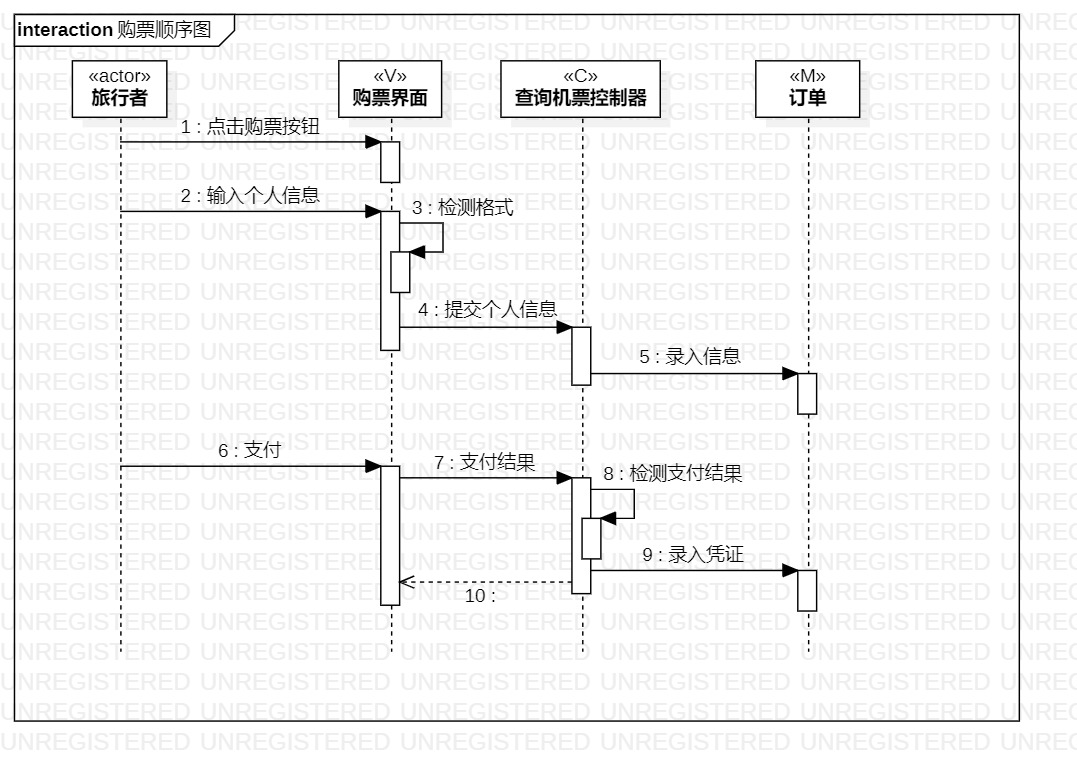 interaction 购票顺序图
«actor»
旅行者
«V»
购票界面
«C»
查询机票控制器
«M»
订单
1 : 点击购票按钮
2 : 输入个人信息
3 : 检测格式
4 : 提交个人信息
5 : 录入信息
6 : 支付
7 : 支付结果
8 : 检测支付结果
9 : 录入凭证
10 :
UNREGISTERED